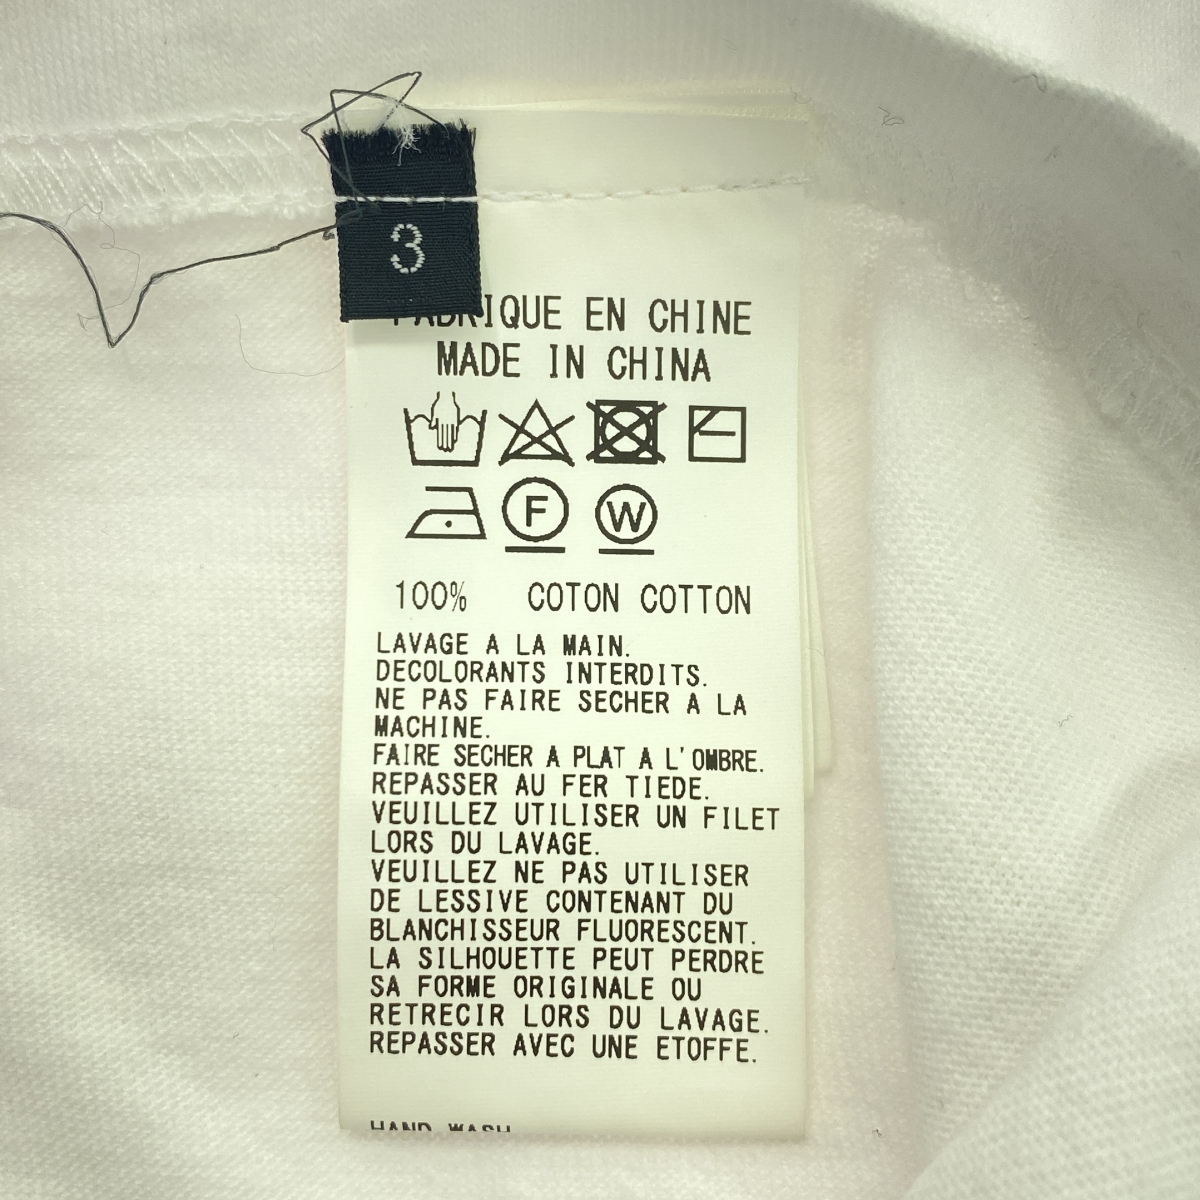 3
FABRIQUE EN CHINE
MADE IN CHINA
F W
100% COTON COTTON
LAVAGE A LA MAIN.
DECOLORANTS INTERDITS.
NE PAS FAIRE SECHER A LA
MACHINE.
FAIRE SECHER A PLAT A L'OMBRE.
REPASSER AU FER TIEDE.
VEUILLEZ UTILISER UN FILET
LORS DU LAVAGE.
VEUILLEZ NE PAS UTILISER
DE LESSIVE CONTENANT DU
BLANCHISSEUR FLUORESCENT.
LA SILHOUETTE PEUT PERDRE
SA FORME ORIGINALE OU
RETRECIR LORS DU LAVAGE.
REPASSER AVEC UNE ETOFFE.
HAND WASH